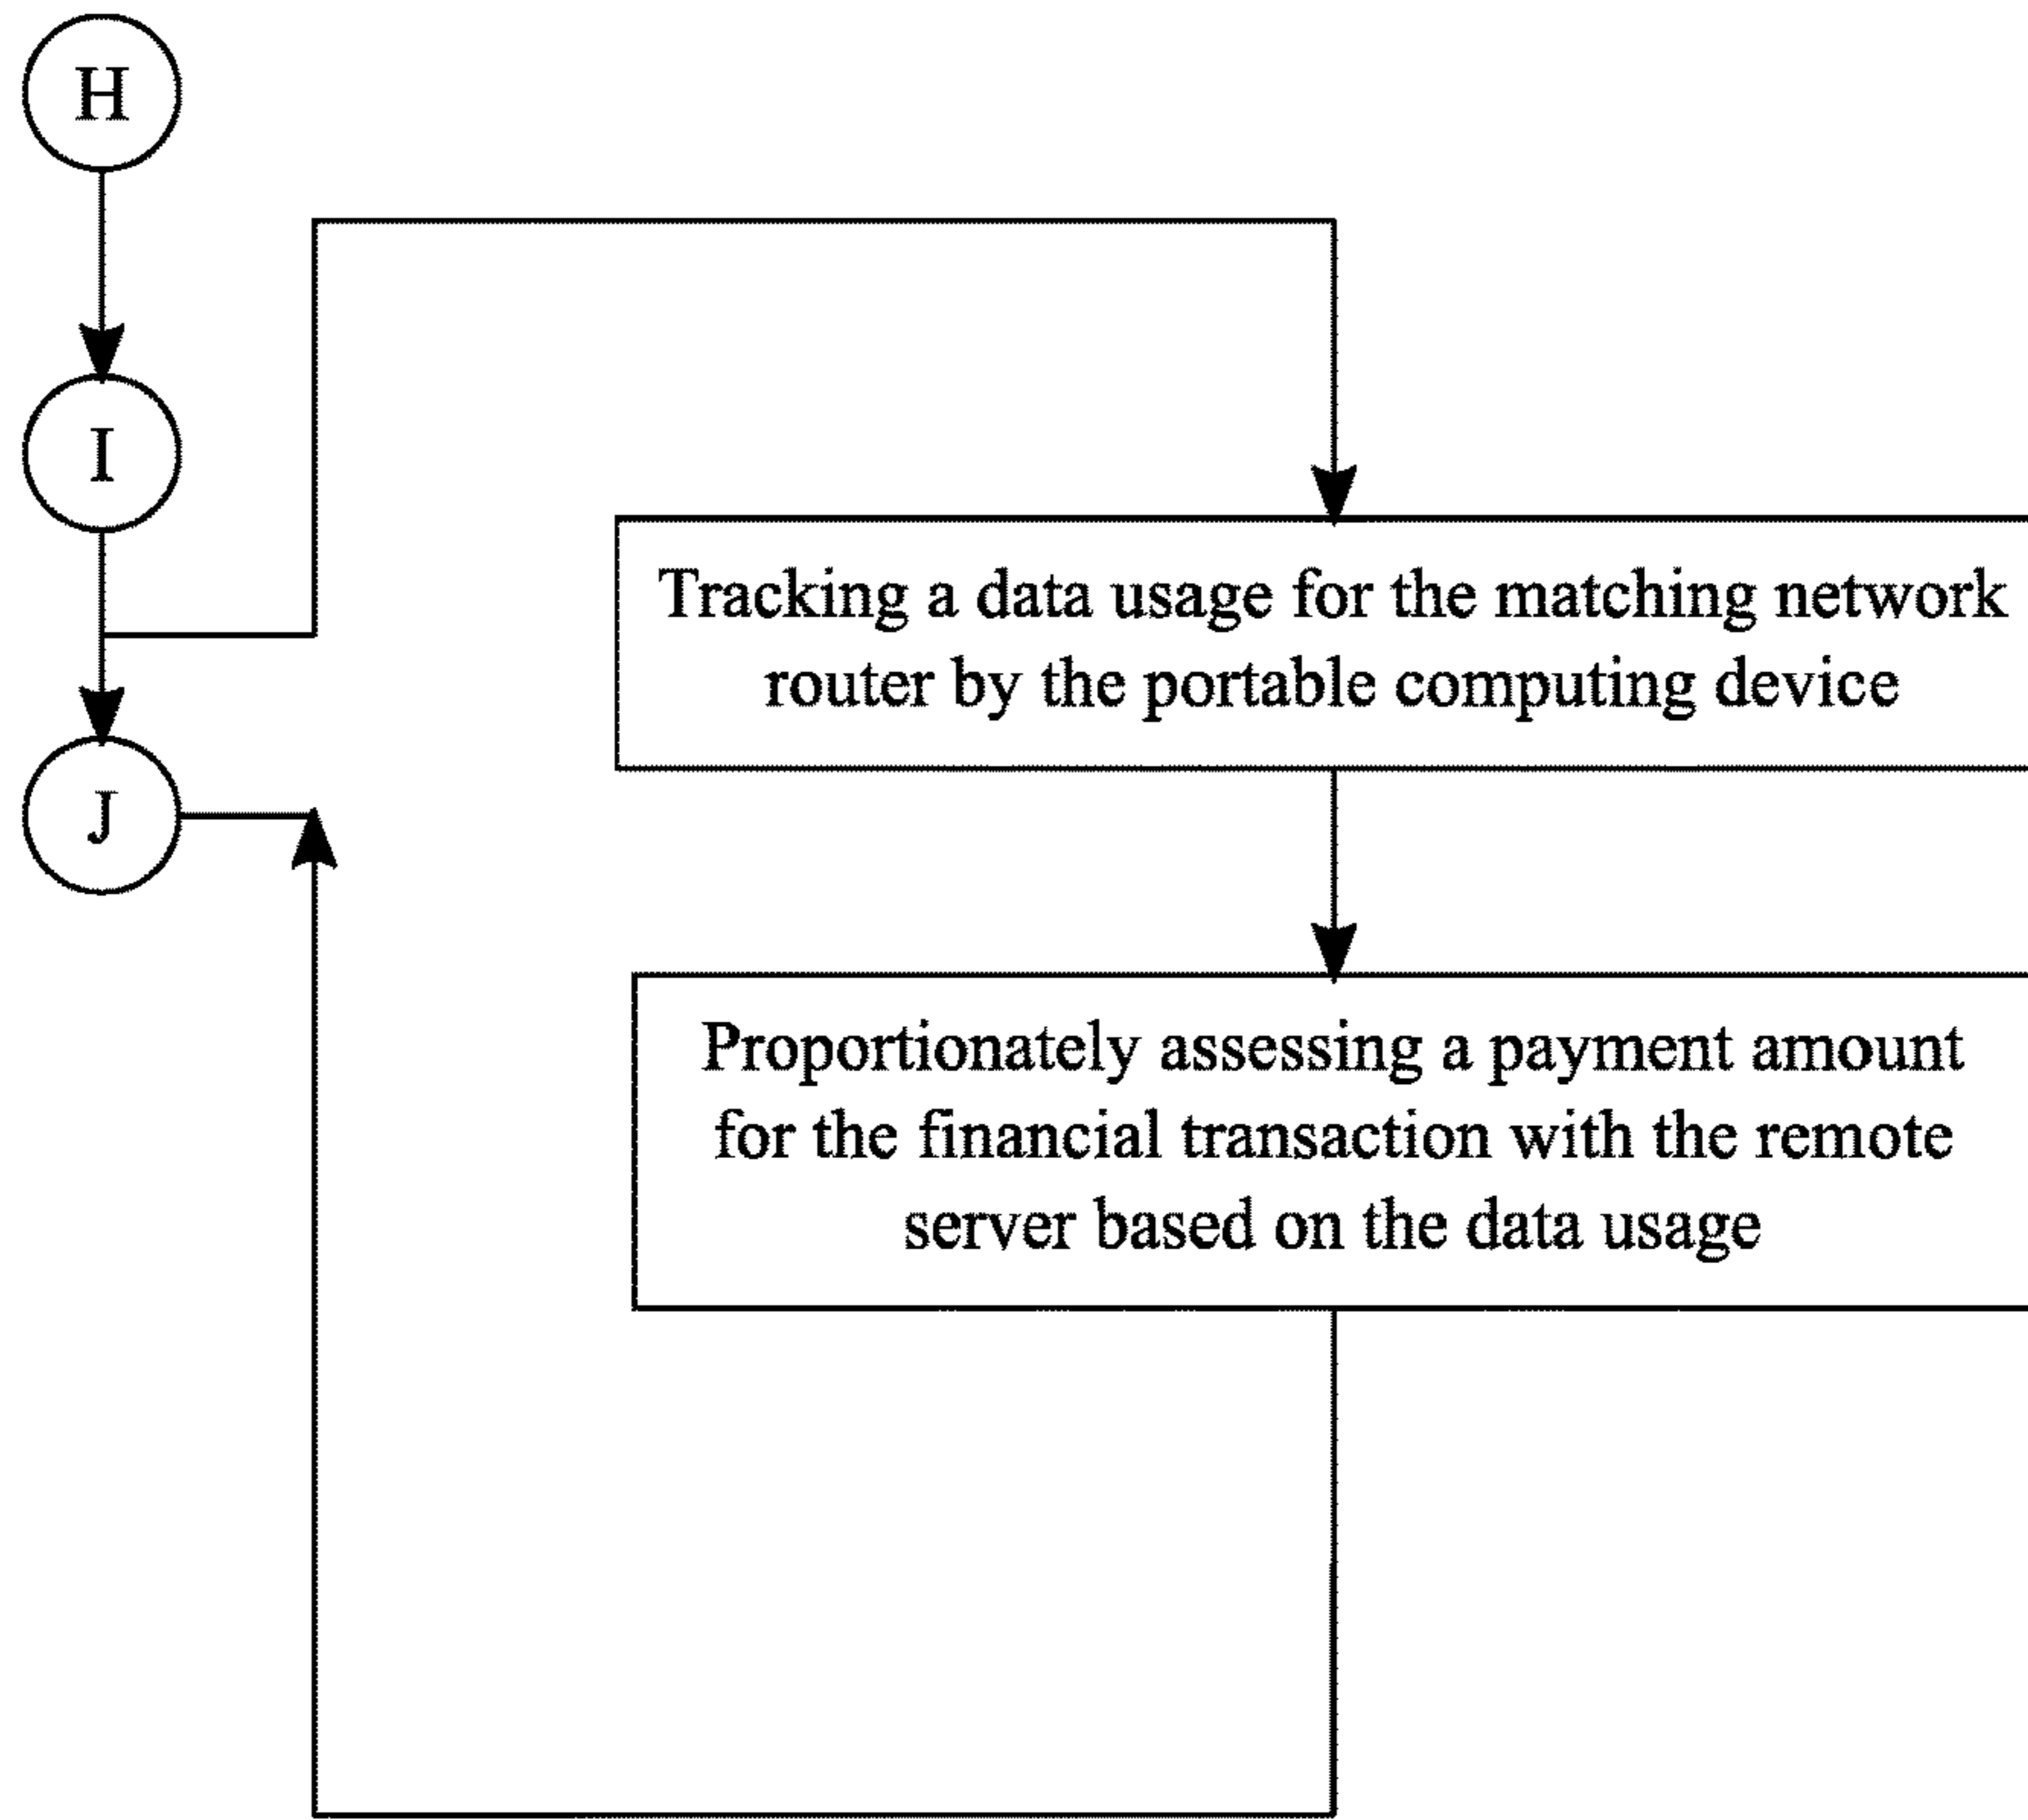 H
I
J
Tracking a data usage for the matching network
router by the portable computing device
Proportionately assessing a payment amount
for the financial transaction with the remote
server based on the data usage